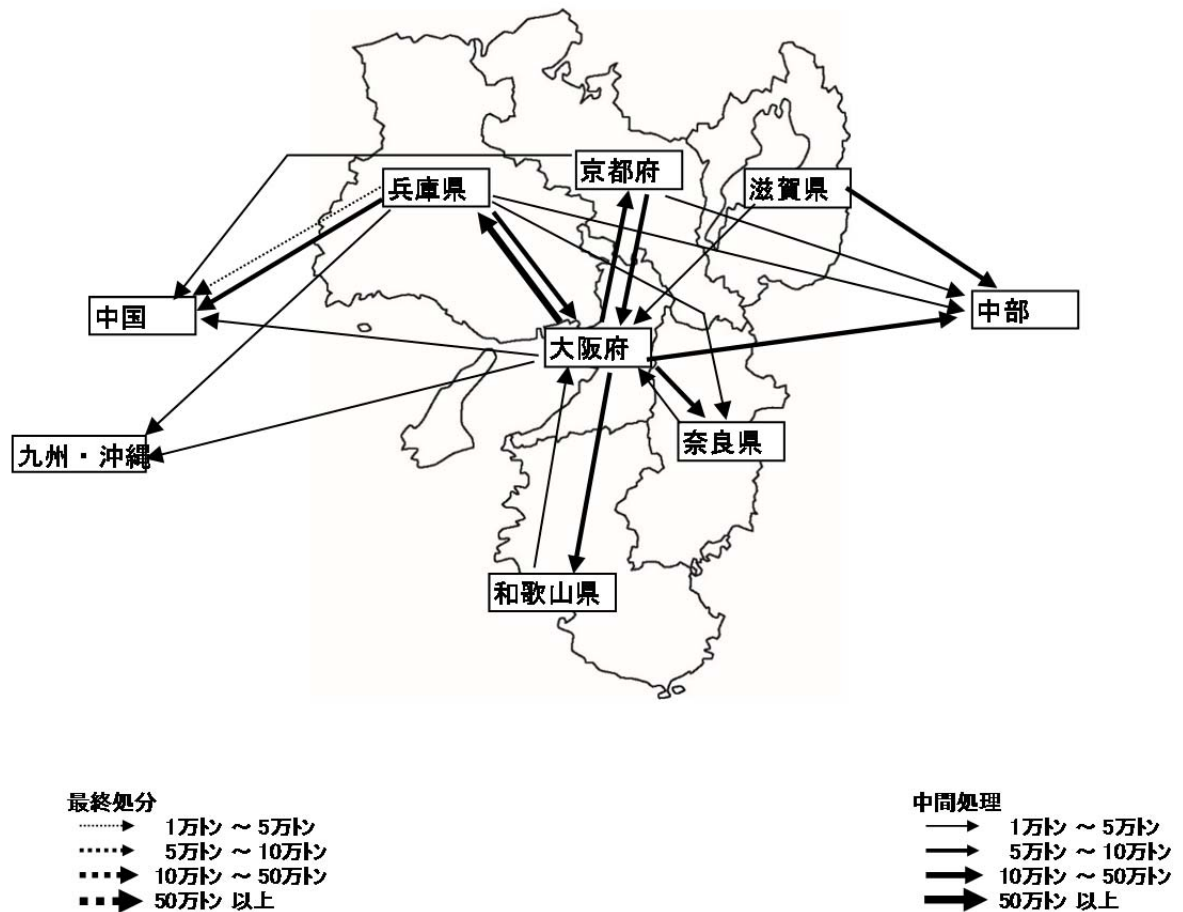 京都府
兵庫県
滋賀県
中国
中部
大阪府
九州・沖縄
奈良県
和歌山県
最終処分
1万トン ～ 5万トン
5万トン ～ 10万トン
10万トン ～ 50万トン
50万トン 以上
中間処理
1万トン ～ 5万トン
5万トン ～ 10万トン
10万トン ～ 50万トン
50万トン 以上